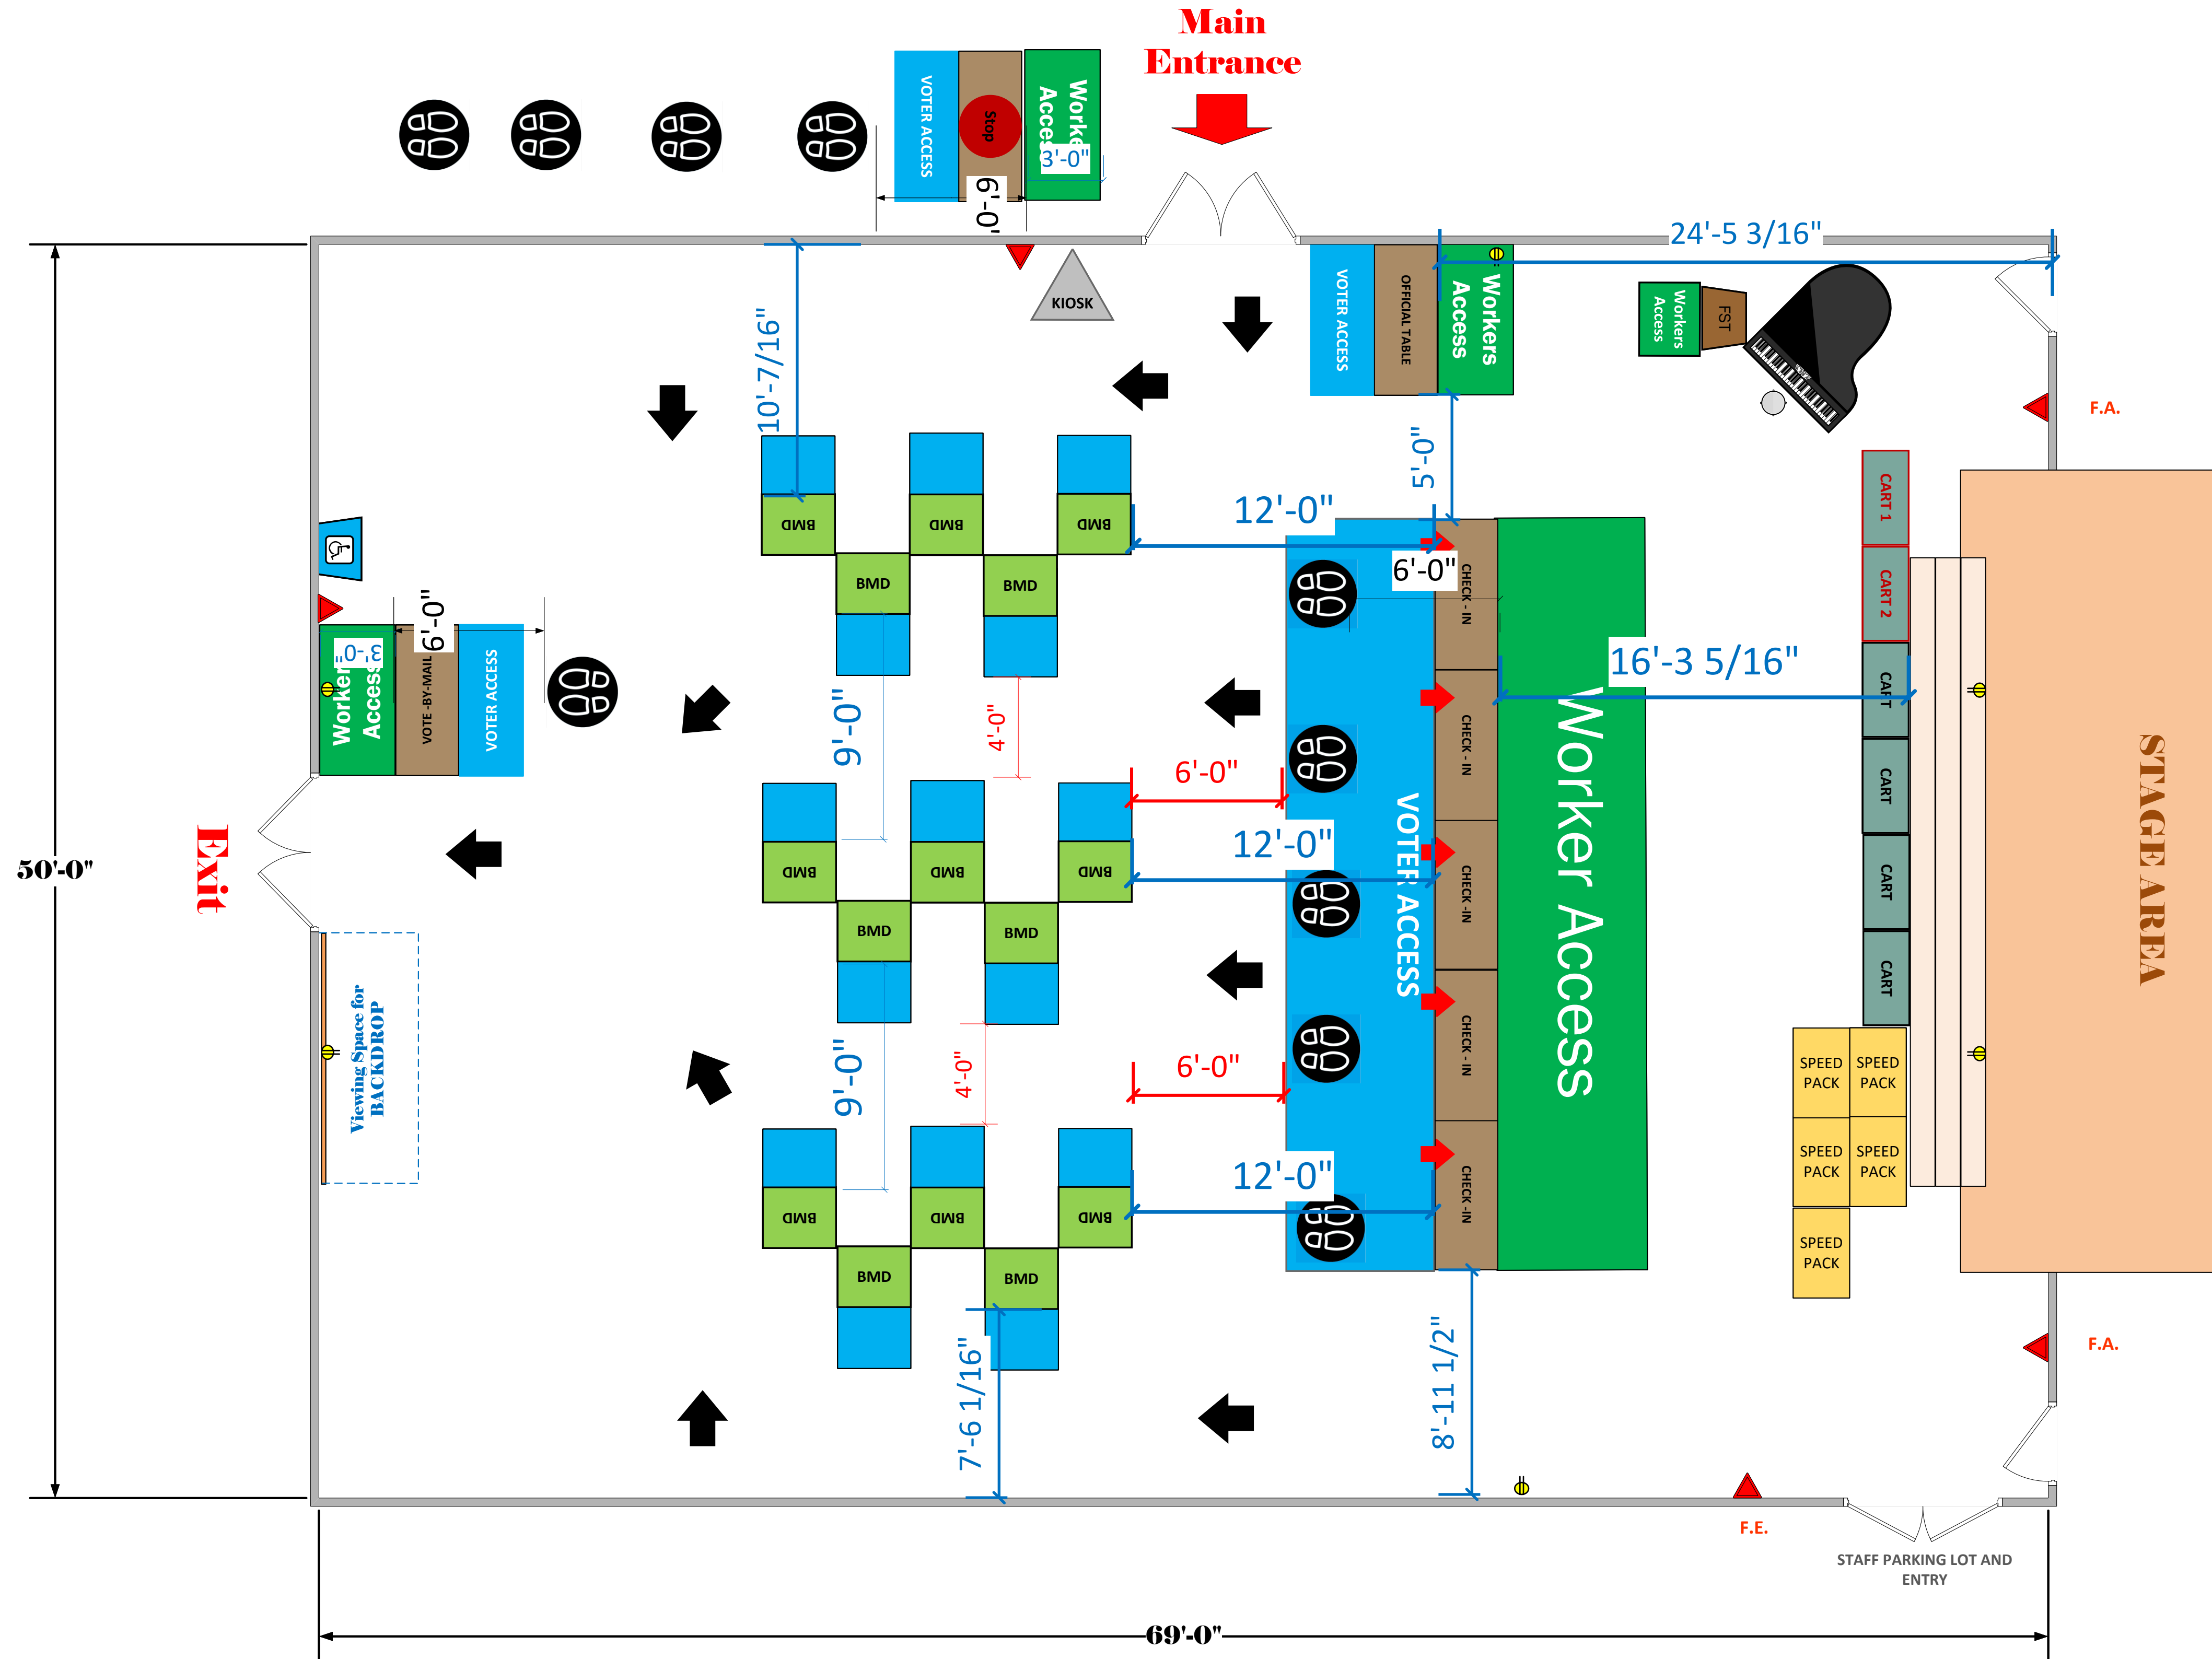 Main
Entrance
VOTER ACCESS
Stop
Worker
Access
3'-0"
6'-0"
24'-5 3/16"
KIOSK
VOTER ACCESS
OFFICIAL TABLE
Workers
Access
Workers
Access
FST
10'-7/16"
5'-0"
F.A.
BMD
BMD
BMD
12'-0"
CART 1
BMD
BMD
6'-0"
CHECK - IN
CART 2
Worker
Access
3'-0"
VOTE -BY-MAIL
6'-0"
VOTER ACCESS
9'-0"
4'-0"
CHECK - IN
16'-3 5/16"
CART
6'-0"
CART
Exit
50'-0"
BMD
BMD
BMD
12'-0"
VOTER ACCESS
CHECK -IN
Worker Access
CART
STAGE AREA
BMD
BMD
CART
Viewing Space for
BACKDROP
9'-0"
4'-0"
6'-0"
CHECK - IN
SPEED
PACK
SPEED
PACK
SPEED
PACK
SPEED
PACK
SPEED
PACK
BMD
BMD
BMD
12'-0"
CHECK -IN
BMD
BMD
7'-6 1/16"
8'-11 1/2"
F.A.
F.E.
STAFF PARKING LOT AND
ENTRY
69'-0"